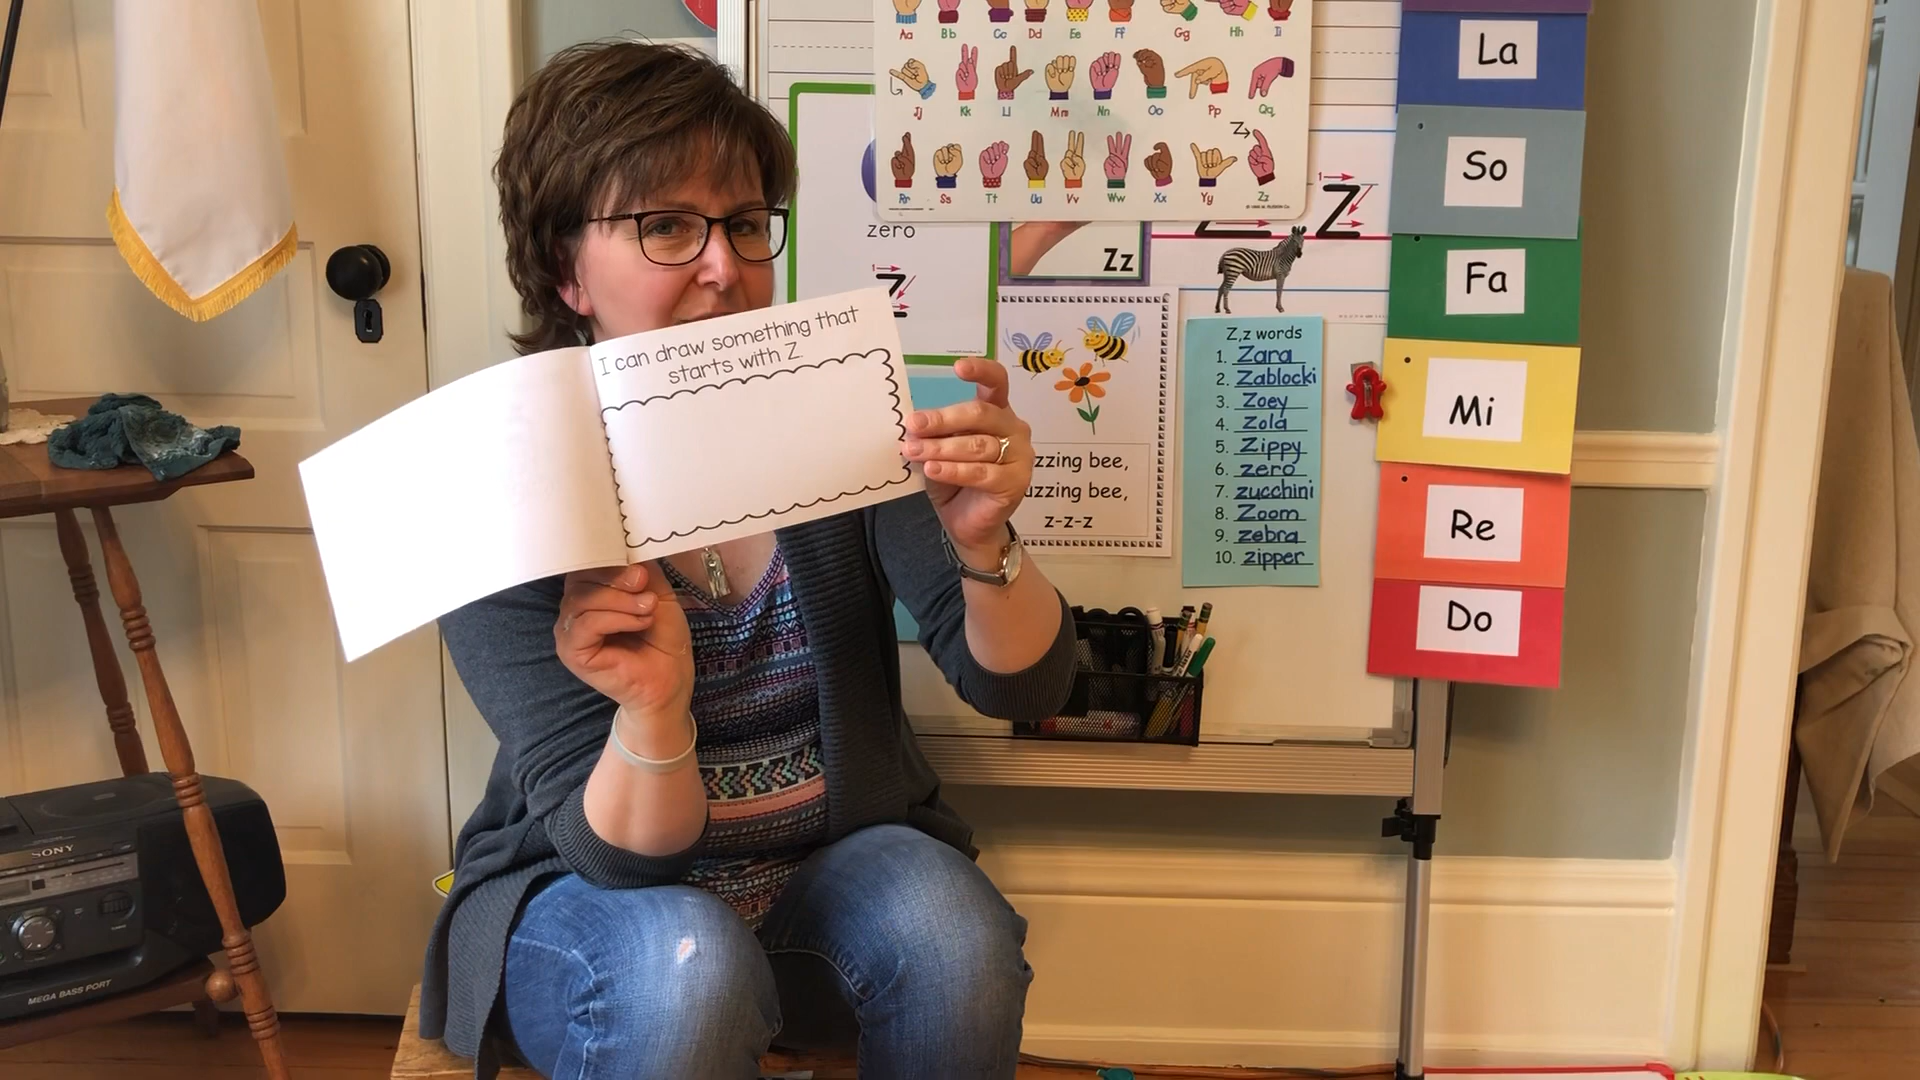 Aa Bb Cc Dd Ee Ff Gg Hh Ii
Jj Kk Ll Mm Nn Oo Pp Qq
Z
Rr Ss Tt Uu Vv Ww Xx Yy Zz
zero
1
Z
Zz
1
Z
I can draw something that
starts with Z
zzing bee,
uzzing bee,
z-z-z
Z,z words
1. Zara
2. Zablocki
3. Zoey
4. Zola
5. Zippy
6. zero
7. zucchini
8. Zoom
9. zebra
10. zipper
La
So
Fa
Mi
Re
Do
SONY
MEGA BASS PORT